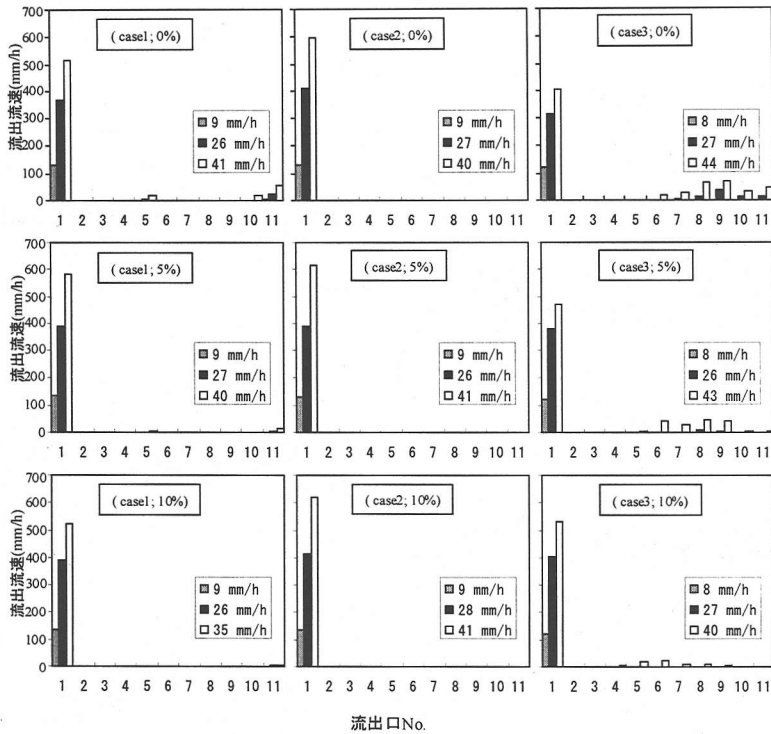 流出流速(mm/h)
700
600
500
400
300
200
100
0
( case1; 0%)
9 mm/h
26 mm/h
41 mm/h
1 2 3 4 5 6 7 8 9 10 11
( case2; 0%)
9 mm/h
27 mm/h
40 mm/h
1 2 3 4 5 6 7 8 9 10 11
( case3; 0%)
8 mm/h
27 mm/h
44 mm/h
1 2 3 4 5 6 7 8 9 10 11
流出流速(mm/h)
700
600
500
400
300
200
100
0
( case1; 5%)
9 mm/h
27 mm/h
40 mm/h
1 2 3 4 5 6 7 8 9 10 11
( case2; 5%)
9 mm/h
26 mm/h
41 mm/h
1 2 3 4 5 6 7 8 9 10 11
( case3; 5%)
8 mm/h
26 mm/h
43 mm/h
1 2 3 4 5 6 7 8 9 10 11
流出流速(mm/h)
700
600
500
400
300
200
100
0
( case1; 10%)
9 mm/h
26 mm/h
35 mm/h
1 2 3 4 5 6 7 8 9 10 11
( case2; 10%)
9 mm/h
28 mm/h
41 mm/h
1 2 3 4 5 6 7 8 9 10 11
( case3; 10%)
8 mm/h
27 mm/h
40 mm/h
1 2 3 4 5 6 7 8 9 10 11
流出口No.